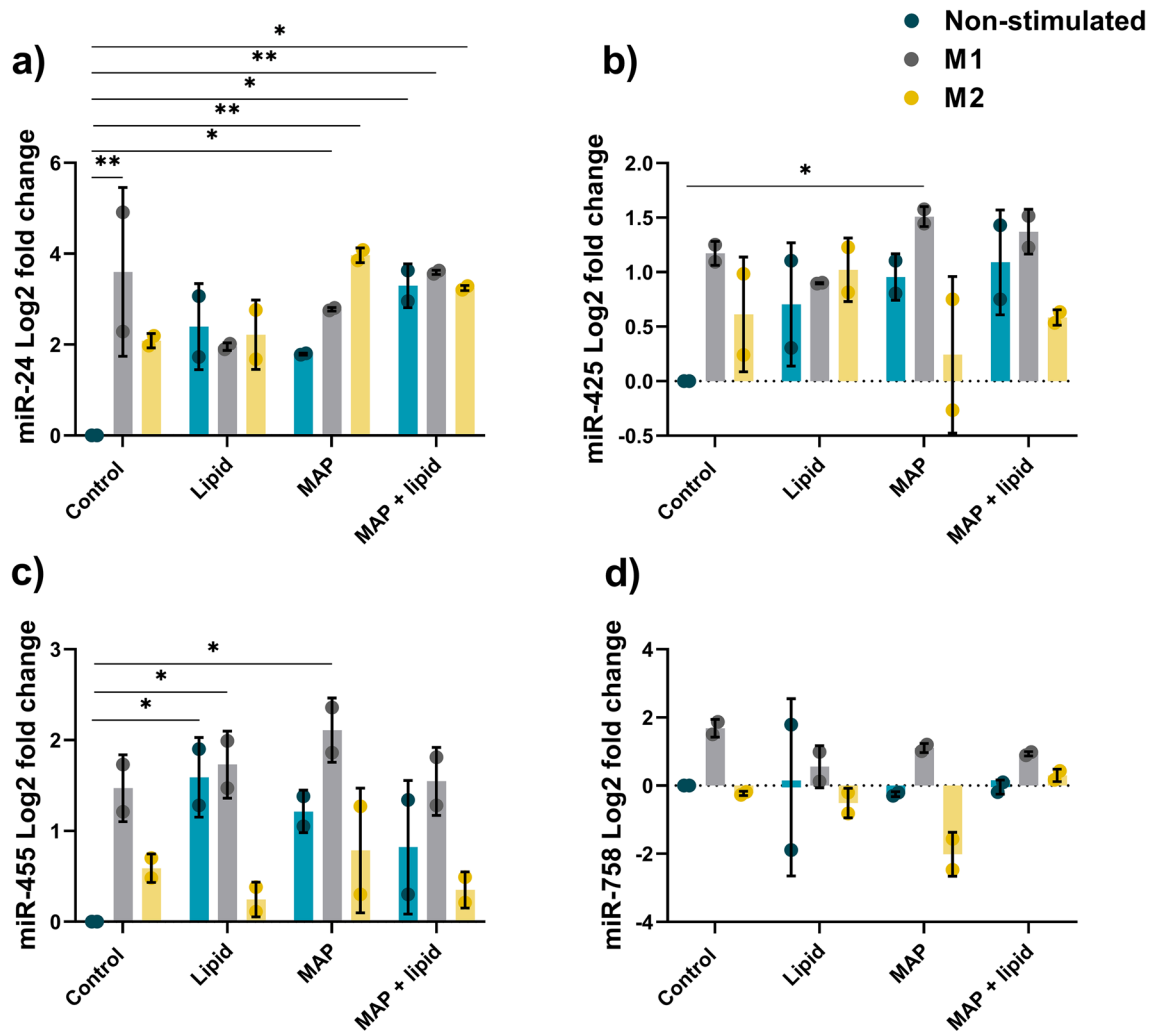 Non-stimulated
M1
M2
a)
*
**
*
**
*
**
miR-24 Log2 fold change
6
4
2
0
Control
Lipid
MAP
MAP + lipid
b)
*
miR-425 Log2 fold change
2.0
1.5
1.0
0.5
0.0
-0.5
Control
Lipid
MAP
MAP + lipid
c)
*
*
*
miR-455 Log2 fold change
3
2
1
0
Control
Lipid
MAP
MAP + lipid
d)
miR-758 Log2 fold change
4
2
0
-2
-4
Control
Lipid
MAP
MAP + lipid